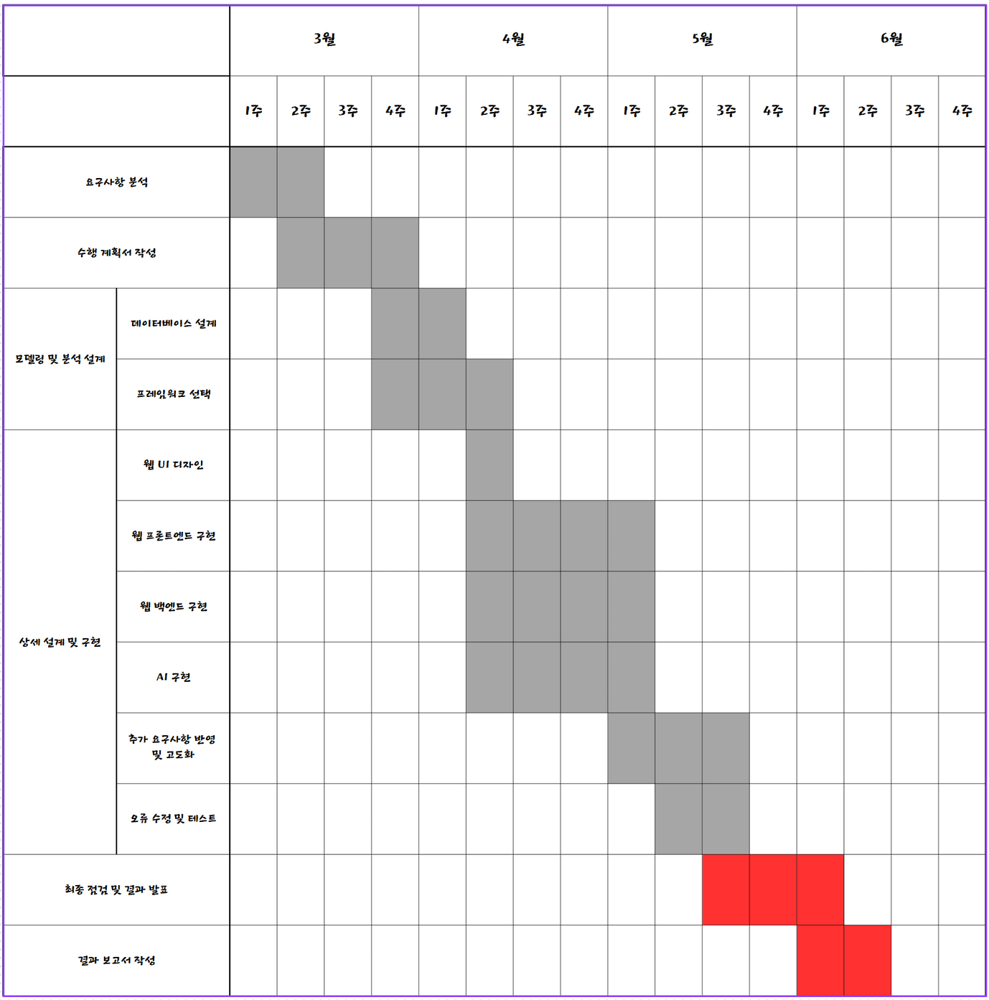 3월 4월 5월 6월
1주 2주 3주 4주 1주 2주 3주 4주 1주 2주 3주 4주 1주 2주 3주 4주
요구사항 분석
수행 계획서 작성
모델링 및 분석 설계
데이터베이스 설계
프레임워크 선택
상세 설계 및 구현
웹 UI 디자인
웹 프론트엔드 구현
웹 백엔드 구현
AI 구현
추가 요구사항 반영
및 고도화
오류 수정 및 테스트
최종 점검 및 결과 발표
결과 보고서 작성